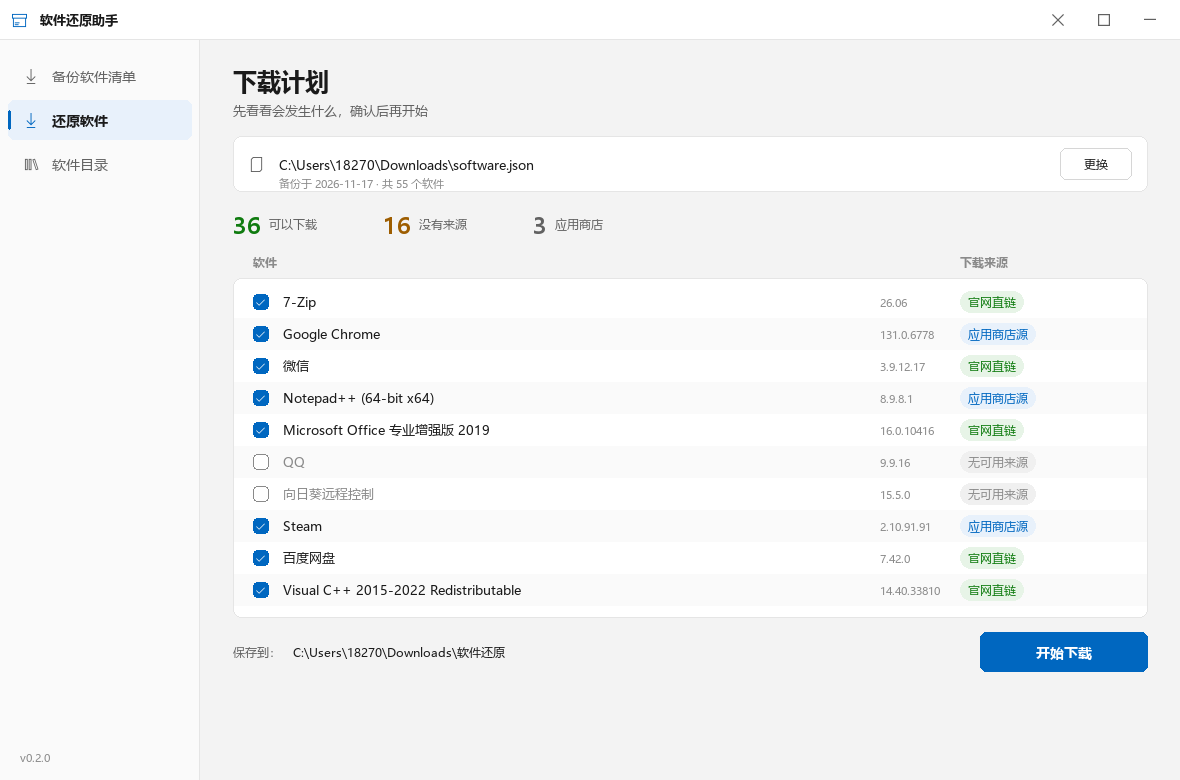 软件还原助手
备份软件清单
还原软件
软件目录
下载计划
先看看会发生什么，确认后再开始
C:\Users\18270\Downloads\software.json
备份于 2026-11-17 · 共 55 个软件
更换
36 可以下载 16 没有来源 3 应用商店
软件 下载来源
7-Zip 26.06 官网直链
Google Chrome 131.0.6778 应用商店源
微信 3.9.12.17 官网直链
Notepad++ (64-bit x64) 8.9.8.1 应用商店源
Microsoft Office 专业增强版 2019 16.0.10416 官网直链
QQ 9.9.16 无可用来源
向日葵远程控制 15.5.0 无可用来源
Steam 2.10.91.91 应用商店源
百度网盘 7.42.0 官网直链
Visual C++ 2015-2022 Redistributable 14.40.33810 官网直链
保存到： C:\Users\18270\Downloads\软件还原
开始下载
v0.2.0